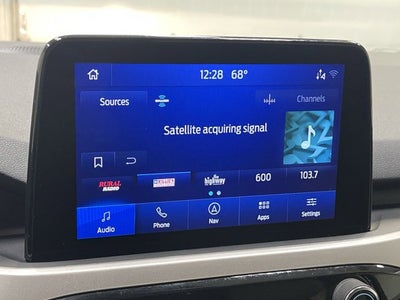 12:28 68°
Sources
Channels
Satellite acquiring signal
RURAL RADIO
the highway
600
103.7
Audio
Phone
Nav
Apps
Settings